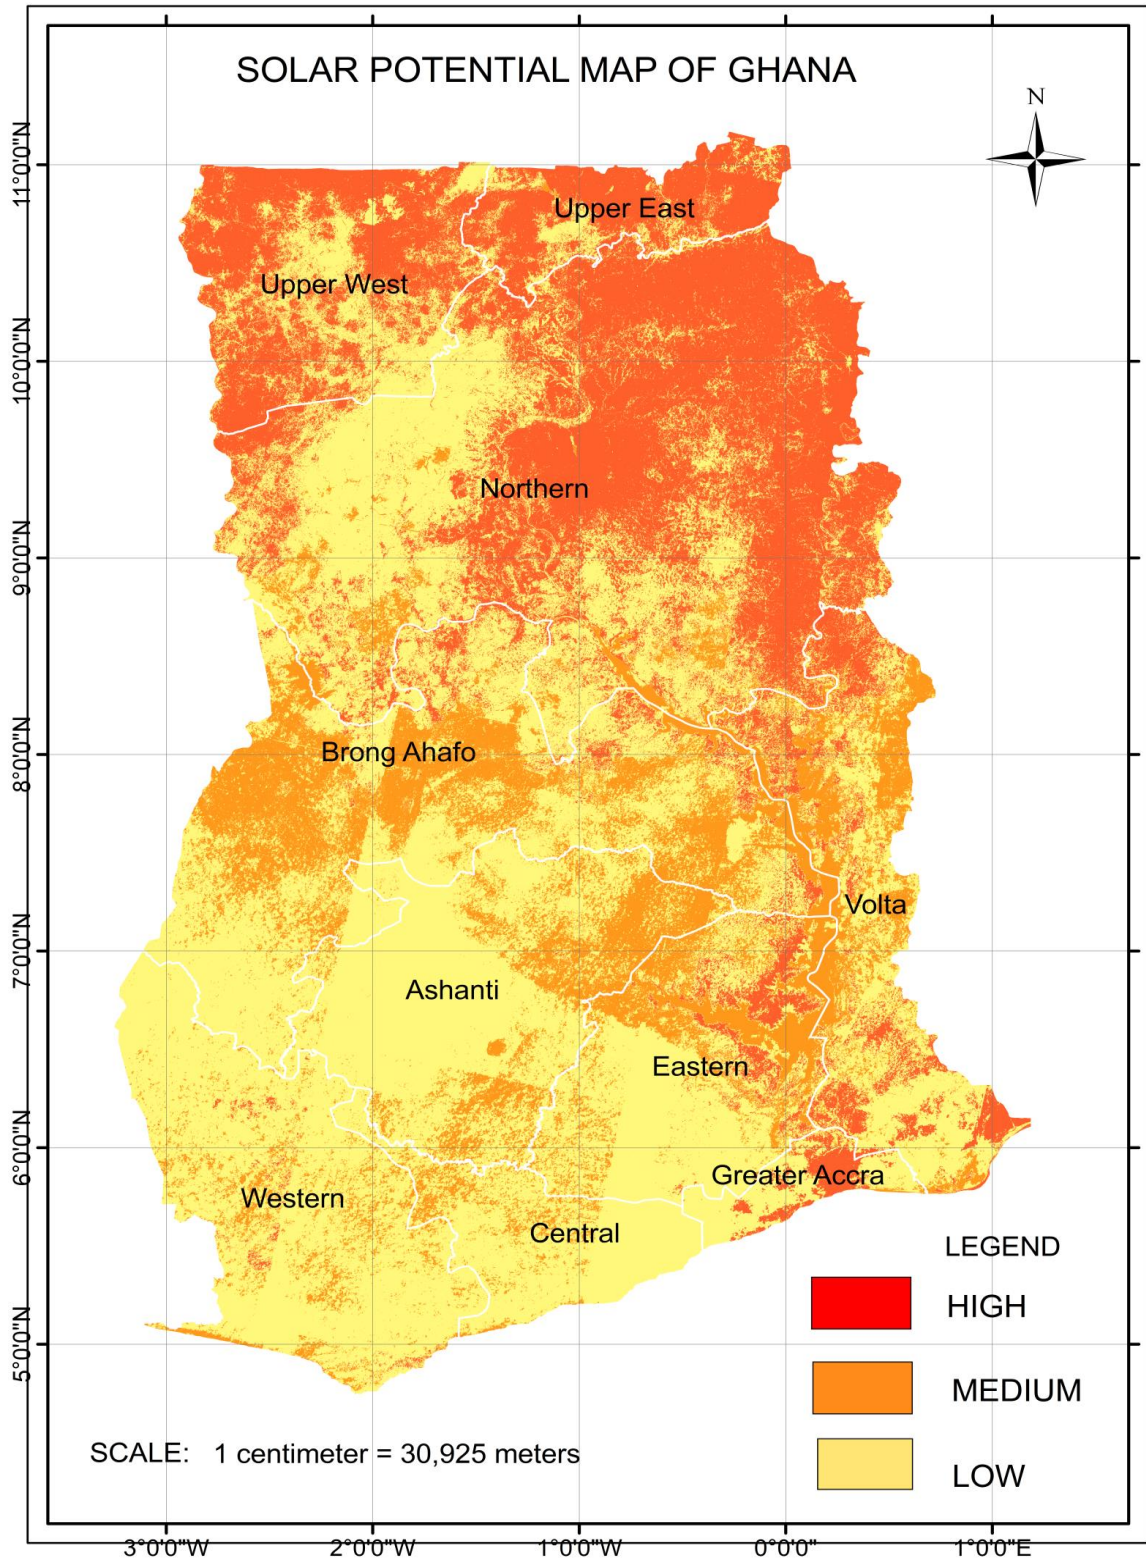 SOLAR POTENTIAL MAP OF GHANA
N
11°0'0"N
Upper East
Upper West
10°0'0"N
Northern
9°0'0"N
8°0'0"N
Brong Ahafo
Volta
7°0'0"N
Ashanti
Eastern
6°0'0"N
Greater Accra
Western
Central
LEGEND
HIGH
5°0'0"N
MEDIUM
SCALE: 1 centimeter = 30,925 meters
LOW
3°0'0"W 2°0'0"W 1°0'0"W 0°0'0" 1°0'0"E